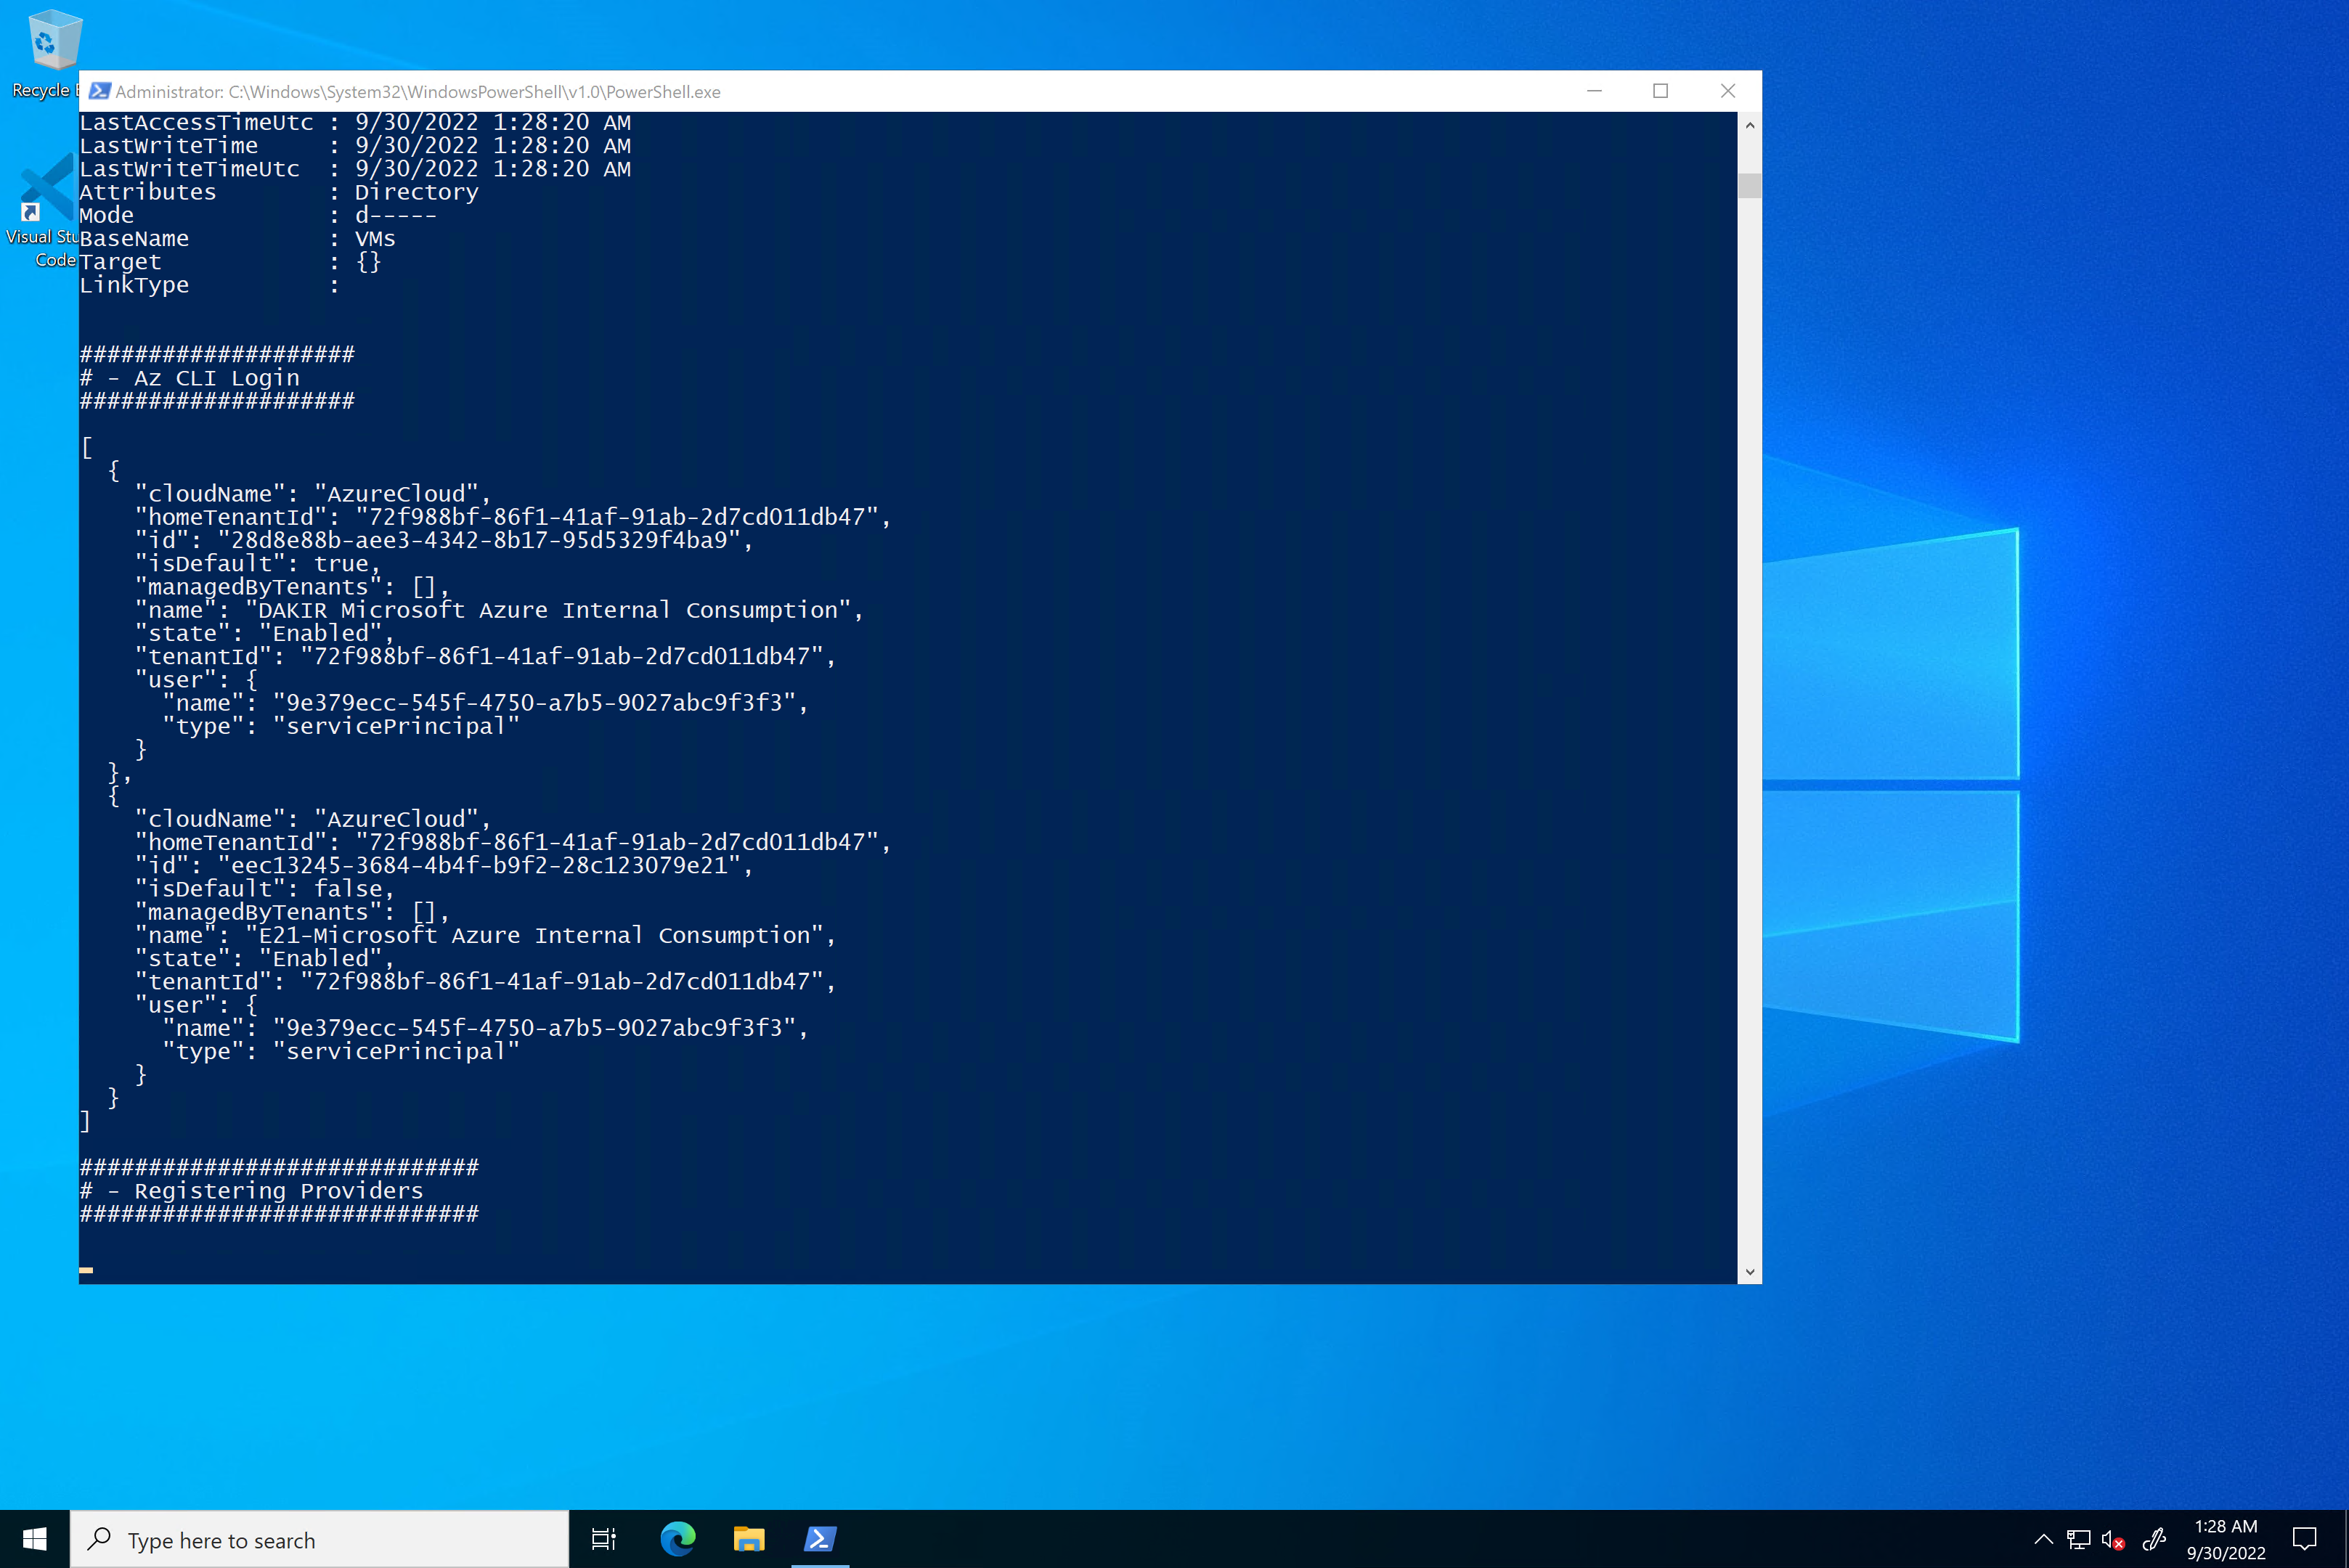 Recycle
Visual Stu
Code
Administrator: C:\Windows\System32\WindowsPowerShell\v1.0\PowerShell.exe
LastAccessTimeUtc : 9/30/2022 1:28:20 AM
LastWriteTime     : 9/30/2022 1:28:20 AM
LastWriteTimeUtc  : 9/30/2022 1:28:20 AM
Attributes        : Directory
Mode              : d-----
BaseName          : VMs
Target            : {}
LinkType          :
####################
# - Az CLI Login
####################
[
  {
    "cloudName": "AzureCloud",
    "homeTenantId": "72f988bf-86f1-41af-91ab-2d7cd011db47",
    "id": "28d8e88b-aee3-4342-8b17-95d5329f4ba9",
    "isDefault": true,
    "managedByTenants": [],
    "name": "DAKIR Microsoft Azure Internal Consumption",
    "state": "Enabled",
    "tenantId": "72f988bf-86f1-41af-91ab-2d7cd011db47",
    "user": {
      "name": "9e379ecc-545f-4750-a7b5-9027abc9f3f3",
      "type": "servicePrincipal"
    }
  },
  {
    "cloudName": "AzureCloud",
    "homeTenantId": "72f988bf-86f1-41af-91ab-2d7cd011db47",
    "id": "eec13245-3684-4b4f-b9f2-28c123079e21",
    "isDefault": false,
    "managedByTenants": [],
    "name": "E21-Microsoft Azure Internal Consumption",
    "state": "Enabled",
    "tenantId": "72f988bf-86f1-41af-91ab-2d7cd011db47",
    "user": {
      "name": "9e379ecc-545f-4750-a7b5-9027abc9f3f3",
      "type": "servicePrincipal"
    }
  }
]
#############################
# - Registering Providers
#############################
Type here to search
1:28 AM
9/30/2022